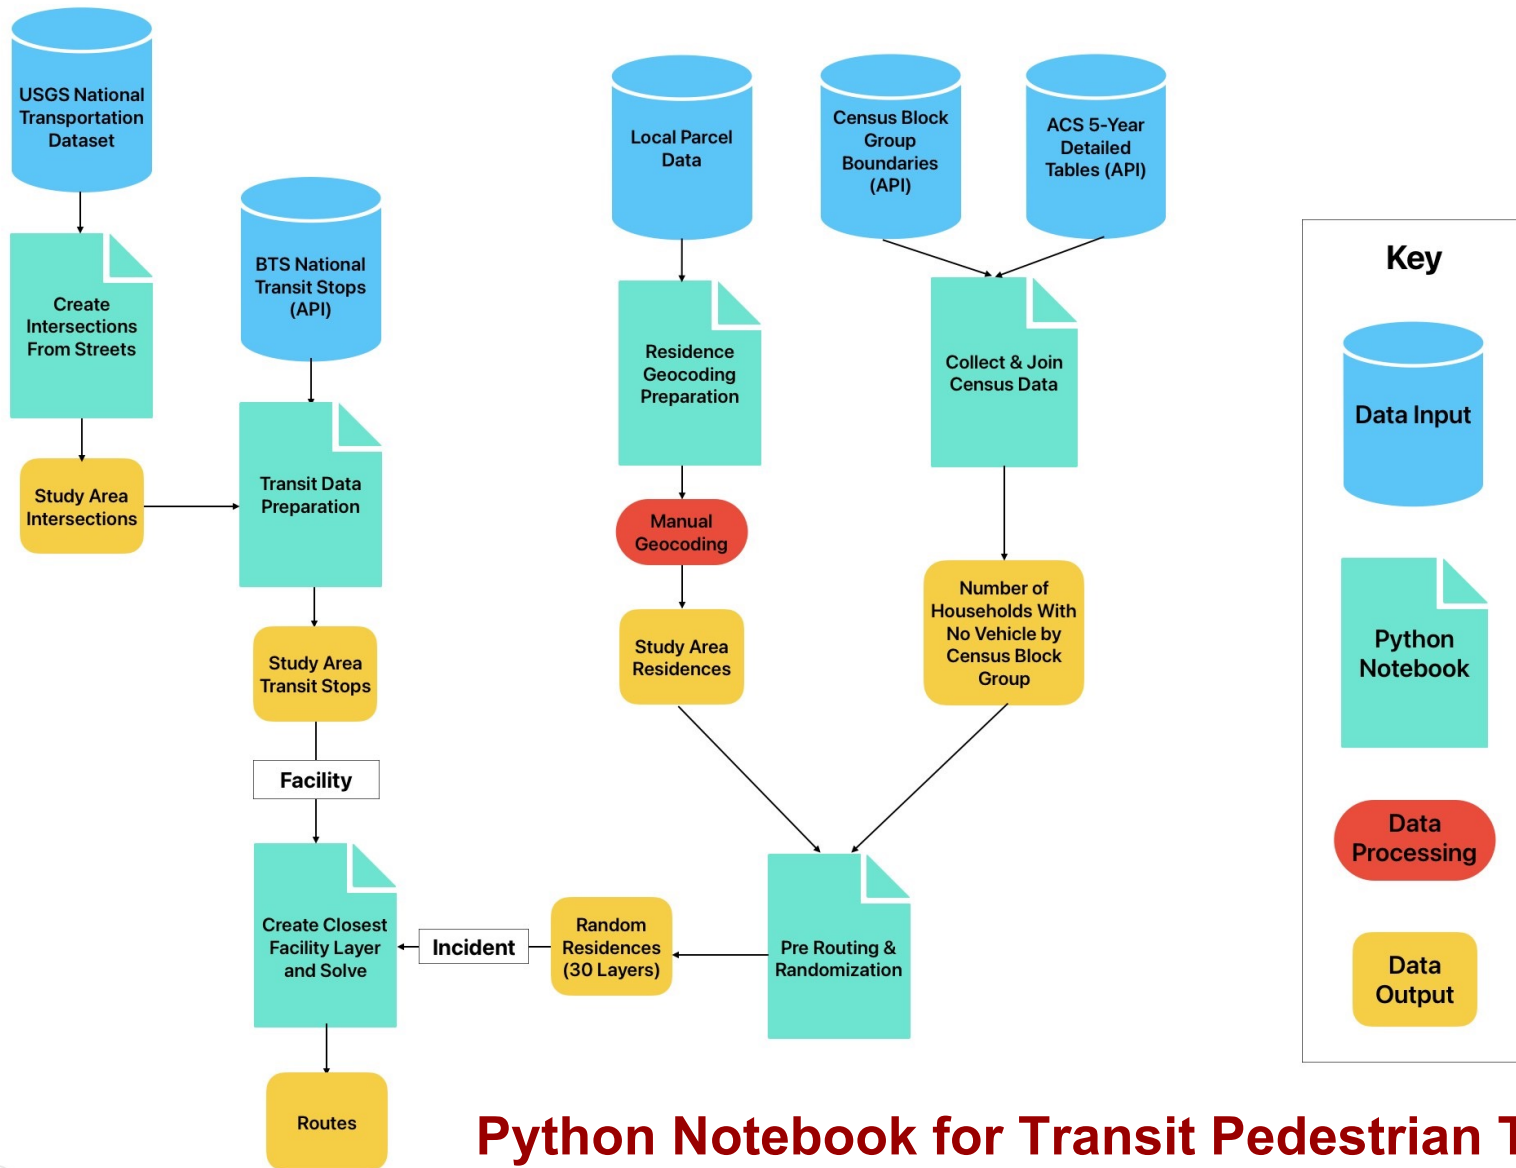 USGS National
Transportation
Dataset
Create
Intersections
From Streets
Study Area
Intersections
BTS National
Transit Stops
(API)
Transit Data
Preparation
Study Area
Transit Stops
Facility
Create Closest
Facility Layer
and Solve
Routes
Local Parcel
Data
Residence
Geocoding
Preparation
Manual
Geocoding
Study Area
Residences
Census Block
Group
Boundaries
(API)
ACS 5-Year
Detailed
Tables (API)
Collect & Join
Census Data
Number of
Households With
No Vehicle by
Census Block
Group
Pre Routing &
Randomization
Random
Residences
(30 Layers)
Incident
Key
Data Input
Python
Notebook
Data
Processing
Data
Output
Python Notebook for Transit Pedestrian T